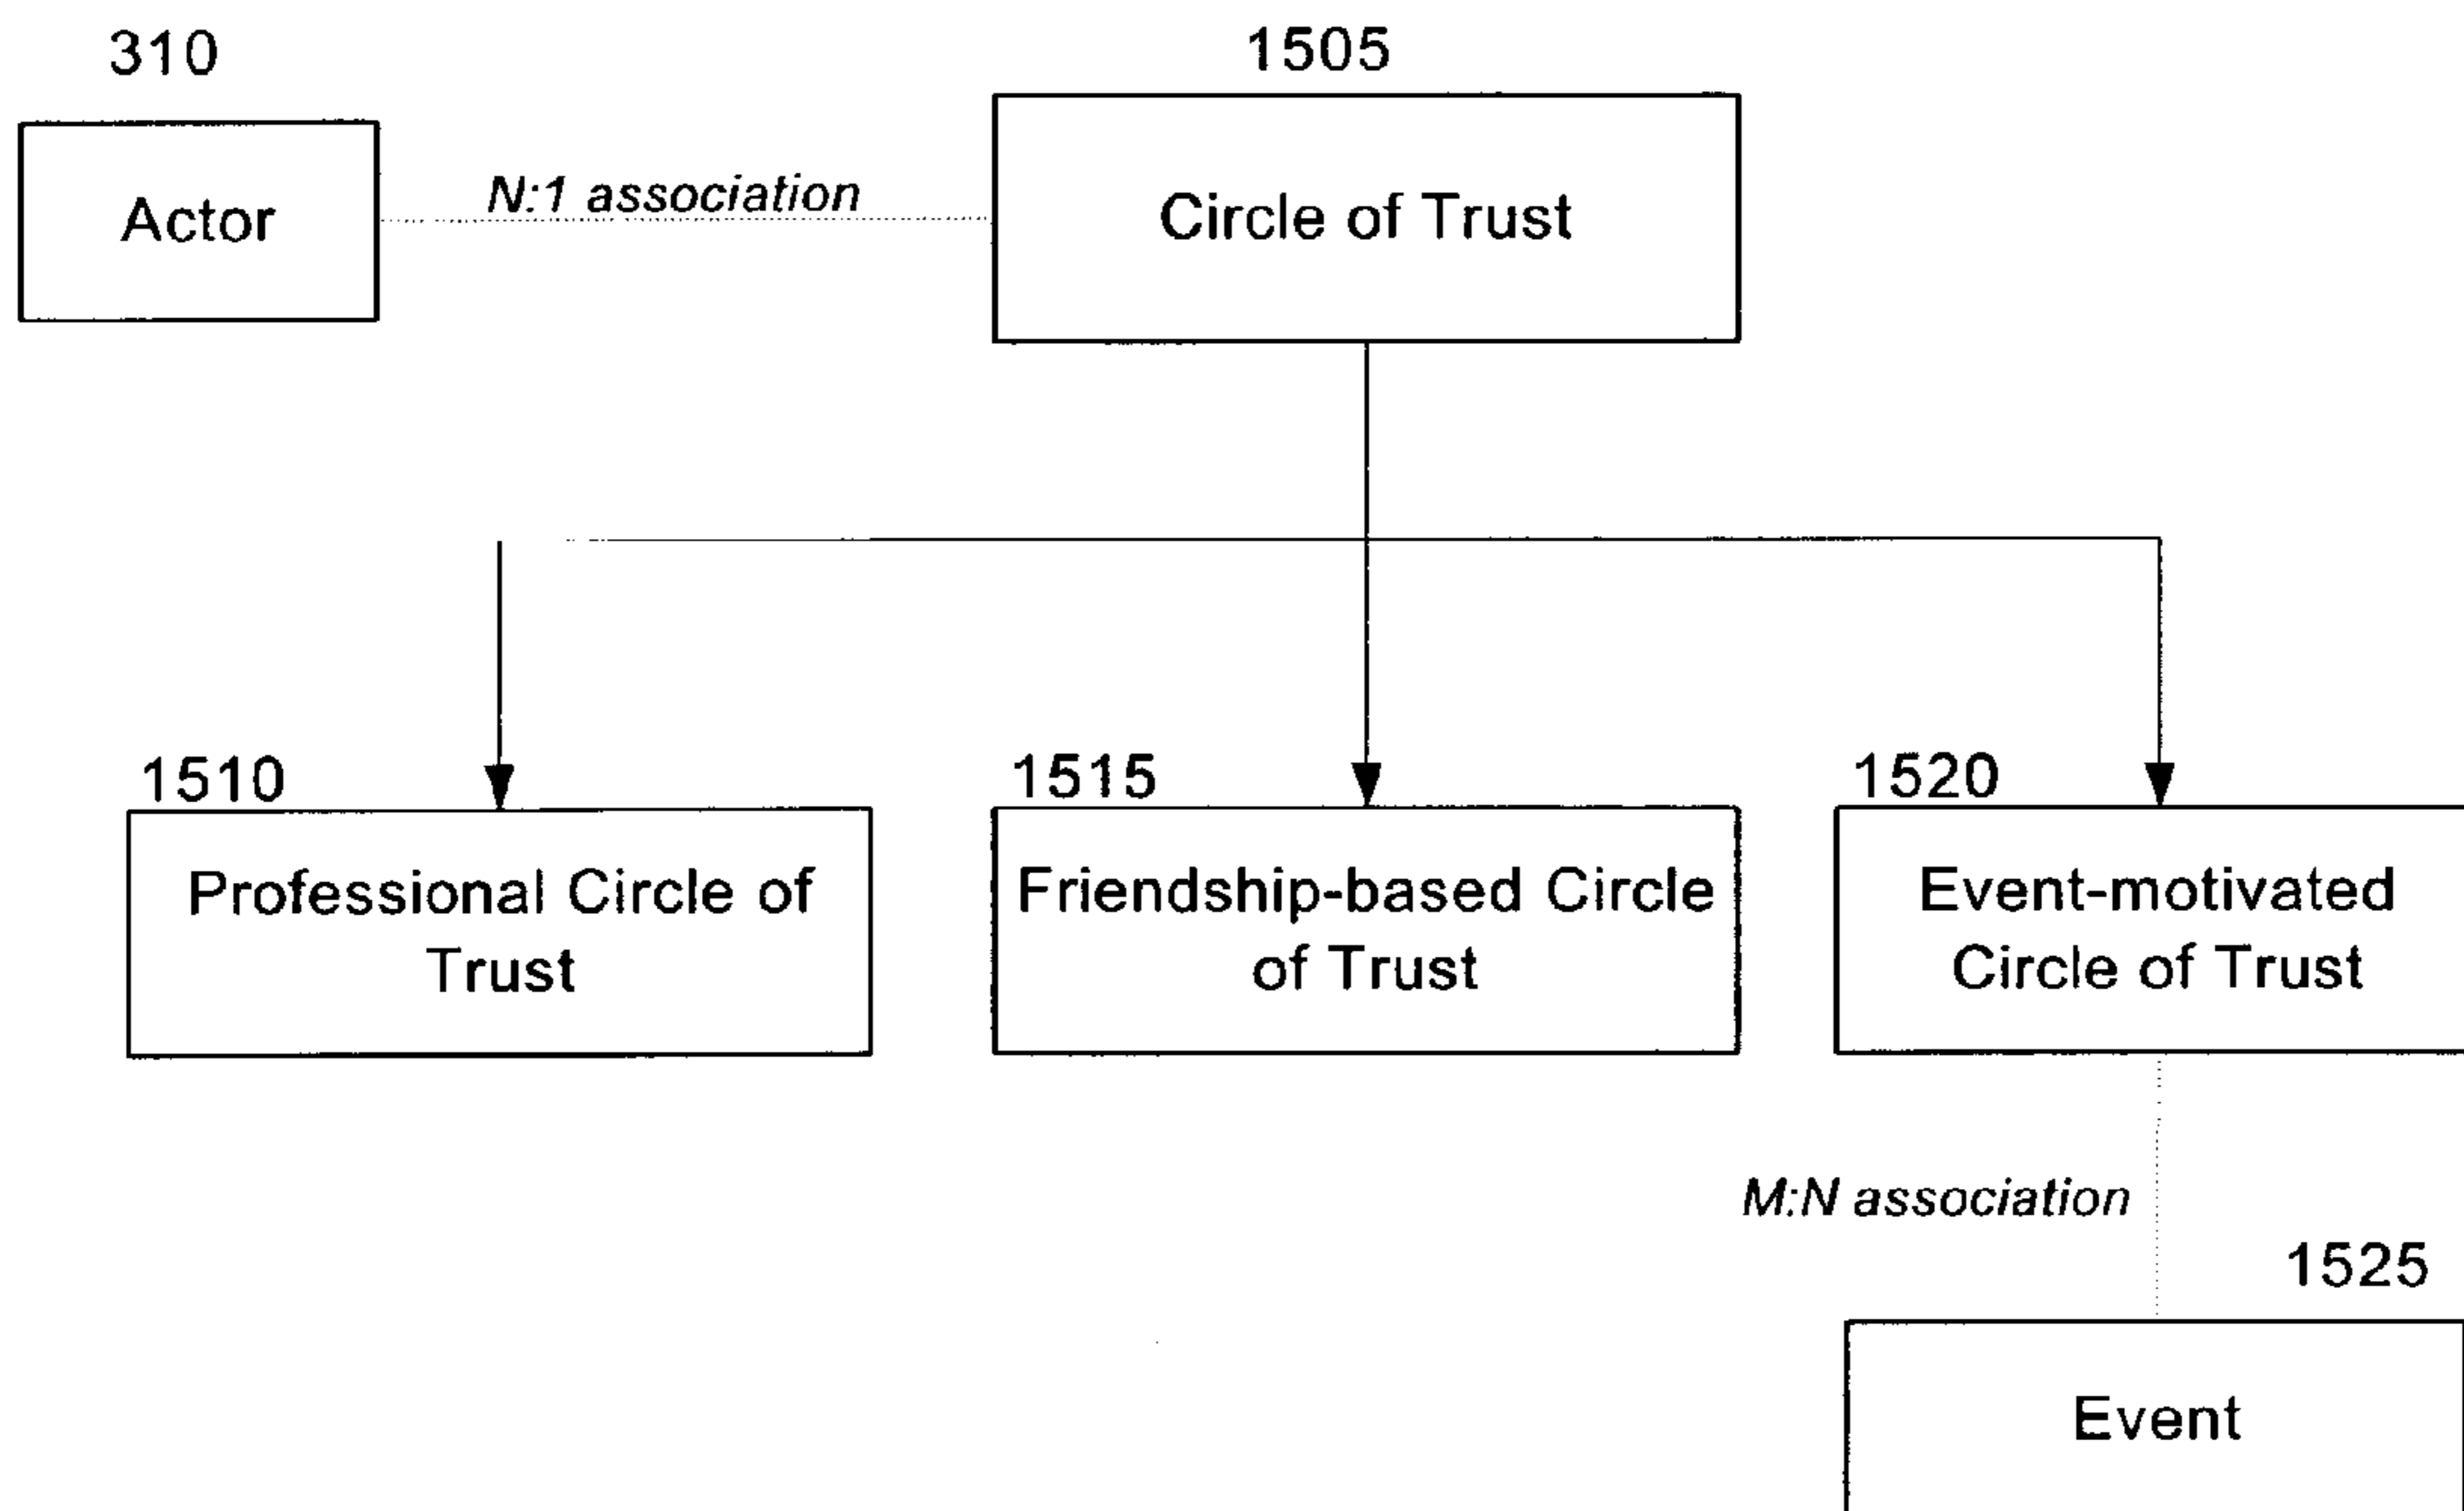 310
1505
Actor
N:1 association
Circle of Trust
1510
1515
1520
Professional Circle of
Trust
Friendship-based Circle
of Trust
Event-motivated
Circle of Trust
M:N association
1525
Event